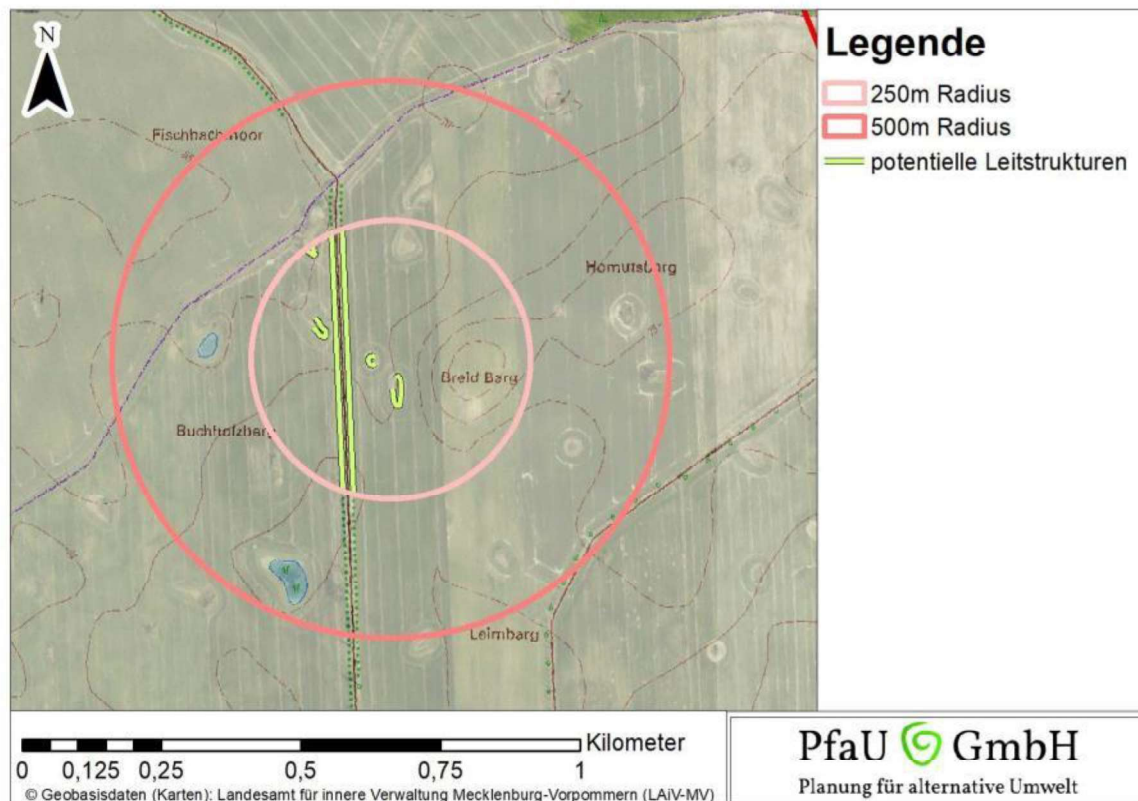 N
Fischbachmoor
Homutsbarg
Breid Barg
Buchholzbarg
Leimbarg
Legende
250m Radius
500m Radius
potentielle Leitstrukturen
Kilometer
0 0,125 0,25 0,5 0,75 1
© Geobasisdaten (Karten): Landesamt für innere Verwaltung Mecklenburg-Vorpommern (LAiV-MV)
PfaU GmbH
Planung für alternative Umwelt